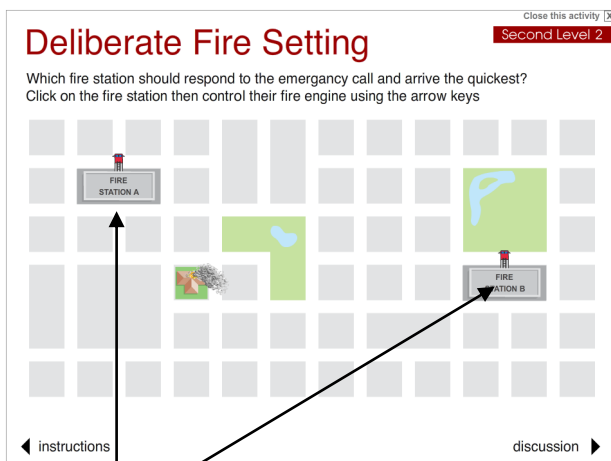 Close this activity X
Deliberate Fire Setting
Second Level 2
Which fire station should respond to the emergancy call and arrive the quickest?
Click on the fire station then control their fire engine using the arrow keys
FIRE
STATION A
FIRE
STATION B
instructions
discussion